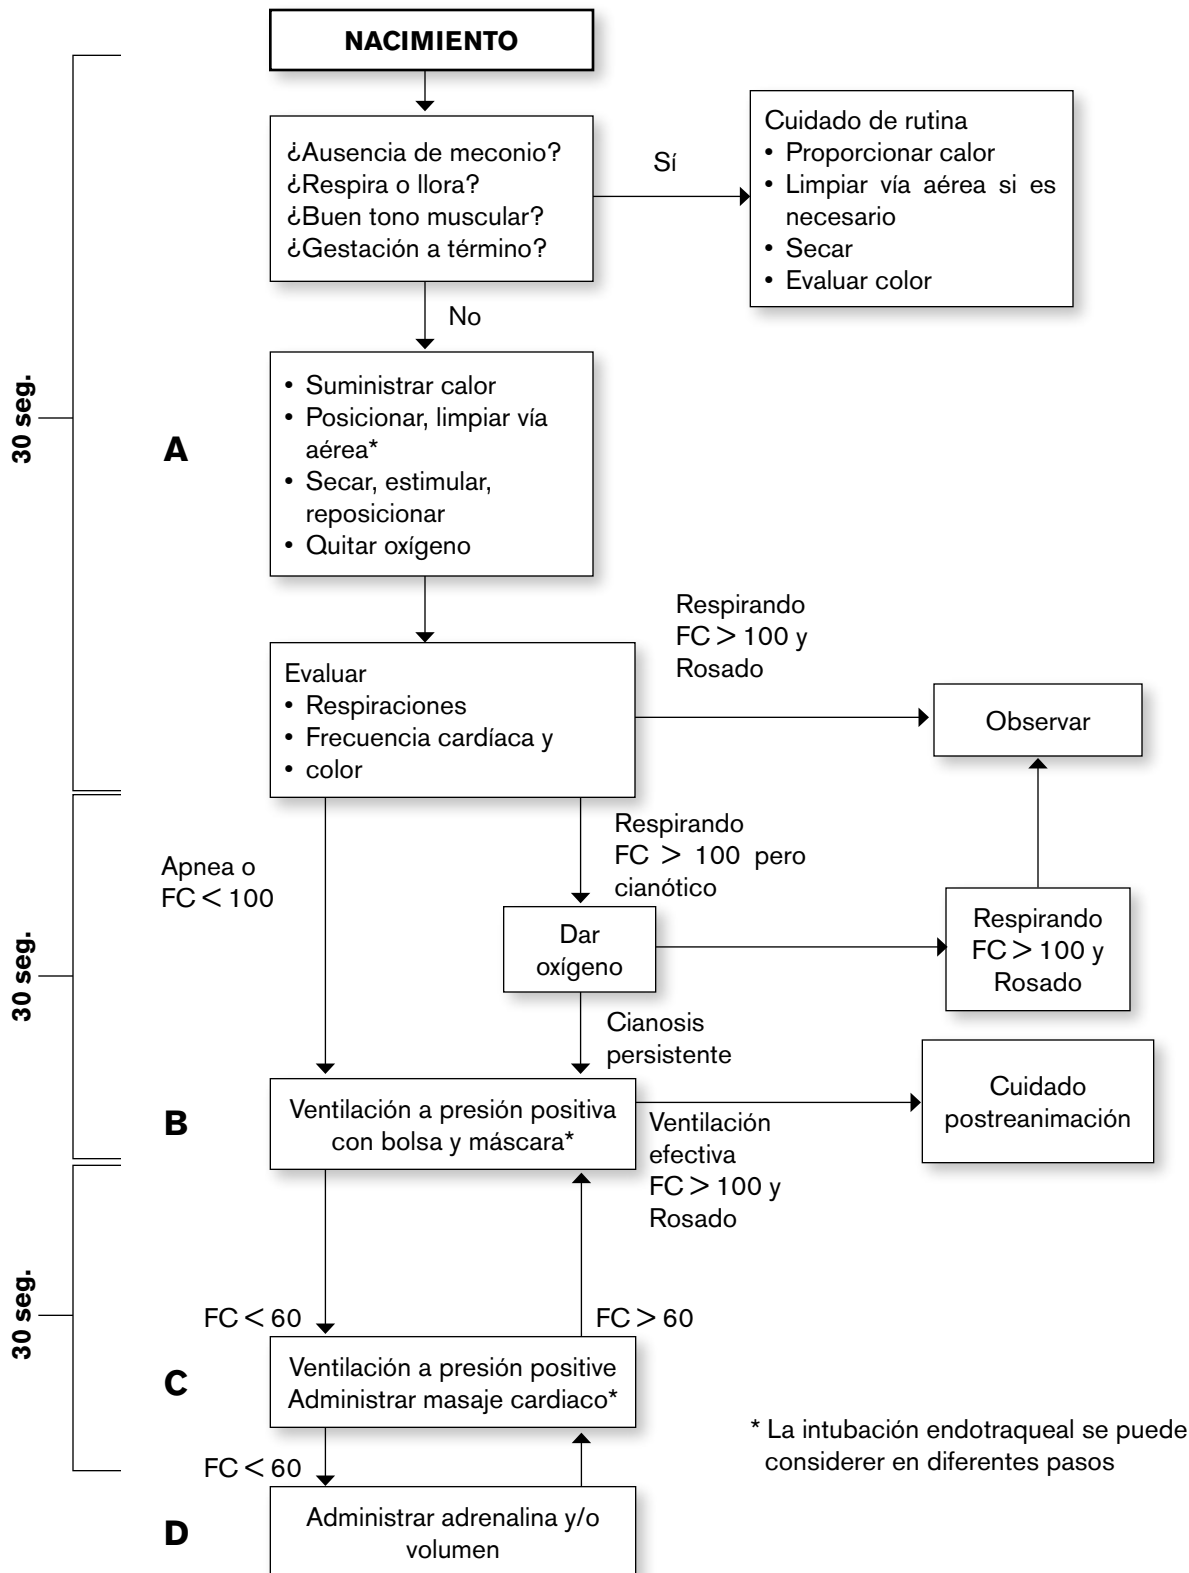 NACIMIENTO
¿Ausencia de meconio?
¿Respira o llora?
¿Buen tono muscular?
¿Gestación a término?
Sí
Cuidado de rutina
• Proporcionar calor
• Limpiar vía aérea si es
necesario
• Secar
• Evaluar color
No
30 seg.
A
• Suministrar calor
• Posicionar, limpiar vía
aérea*
• Secar, estimular,
reposicionar
• Quitar oxígeno
Evaluar
• Respiraciones
• Frecuencia cardíaca y
• color
Respirando
FC > 100 y
Rosado
Observar
Apnea o
FC < 100
Respirando
FC > 100 pero
cianótico
30 seg.
Dar
oxígeno
Respirando
FC > 100 y
Rosado
Cianosis
persistente
B
Ventilación a presión positiva
con bolsa y máscara*
Ventilación
efectiva
FC > 100 y
Rosado
Cuidado
postreanimación
30 seg.
FC < 60
FC > 60
C
Ventilación a presión positive
Administrar masaje cardiaco*
FC < 60
* La intubación endotraqueal se puede
considerer en diferentes pasos
D
Administrar adrenalina y/o
volumen